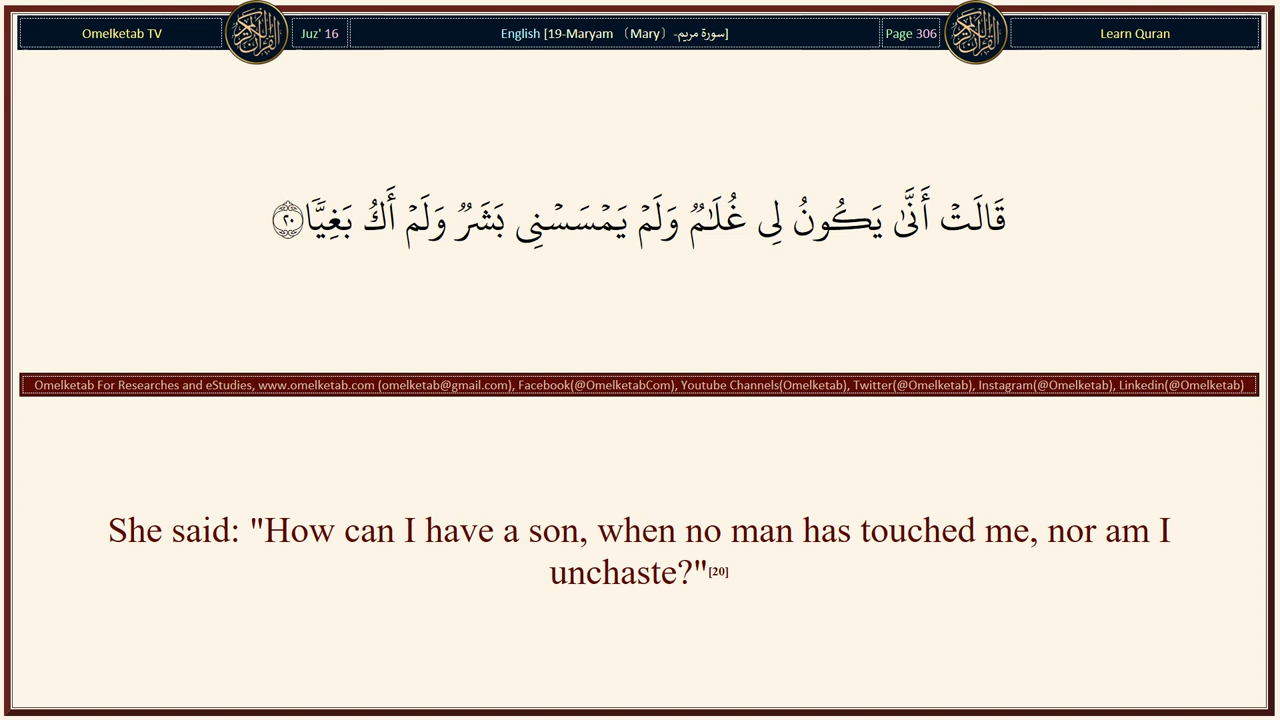 Omelketab TV
Juz' 16
English [19-Maryam （Mary） -سورة مريم]
Page 306
Learn Quran
قَالَتۡ أَنَّىٰ يَكُونُ لِي غُلَٰمٞ وَلَمۡ يَمۡسَسۡنِي بَشَرٞ وَلَمۡ أَكُ بَغِيّٗا ٢٠
Omelketab For Researches and eStudies, www.omelketab.com (omelketab@gmail.com), Facebook(@OmelketabCom), Youtube Channels(Omelketab), Twitter(@Omelketab), Instagram(@Omelketab), Linkedin(@Omelketab)
She said: "How can I have a son, when no man has touched me, nor am I
unchaste?"[20]